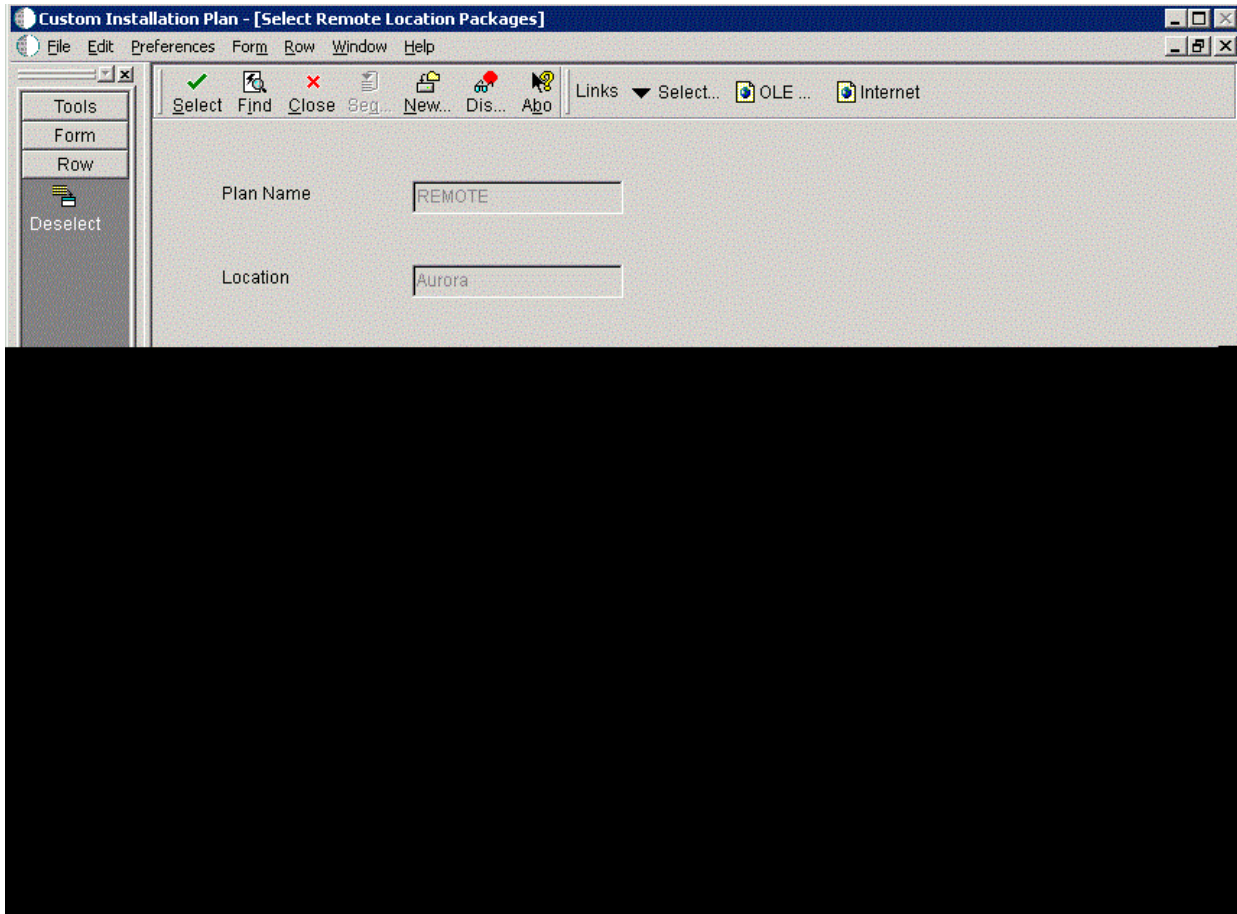 Custom Installation Plan - [Select Remote Location Packages]
File Edit Preferences Form Row Window Help
Tools
Form
Row
Deselect
Select Find Close Seq... New... Dis... Abo Links Select... OLE ... Internet
Plan Name REMOTE
Location Aurora